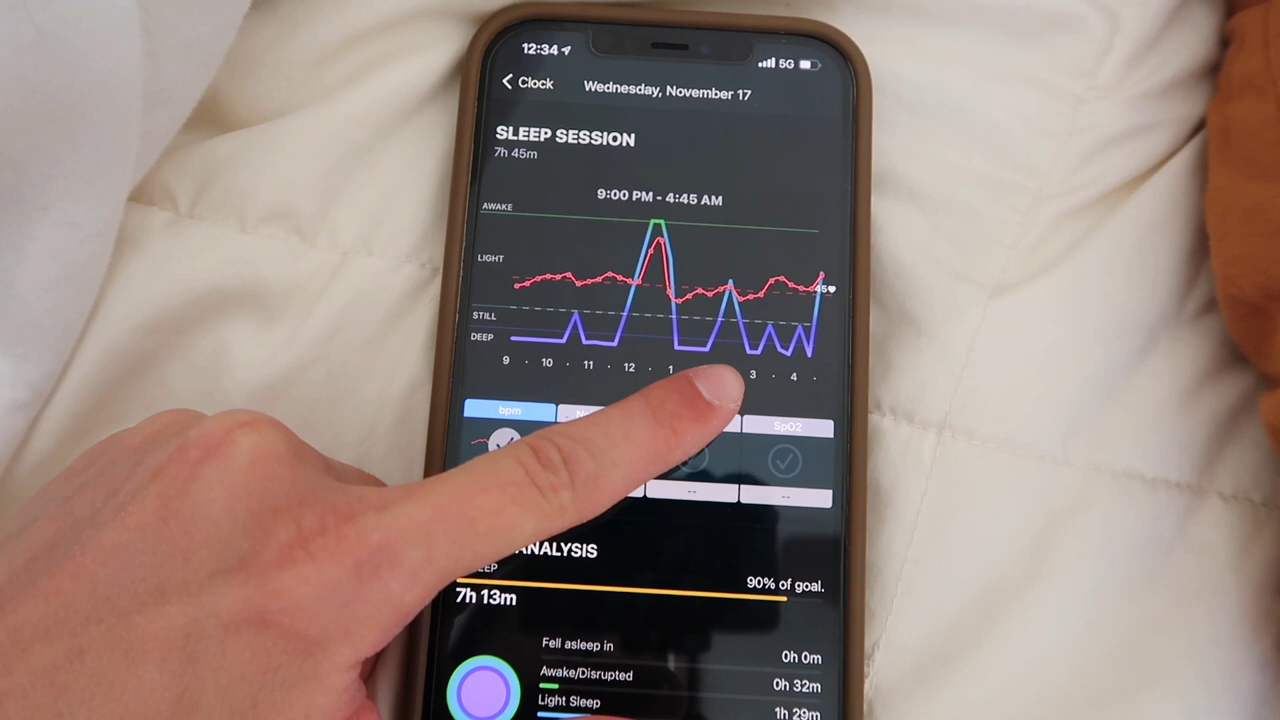 12:34 5G
Clock Wednesday, November 17
SLEEP SESSION
7h 45m
9:00 PM - 4:45 AM
AWAKE
LIGHT
45♥
STILL
DEEP
9 · 10 · 11 · 12 · 1 3 · 4 ·
bpm SpO2
-- --
ANALYSIS
90% of goal.
7h 13m
Fell asleep in 0h 0m
Awake/Disrupted 0h 32m
Light Sleep 1h 29m